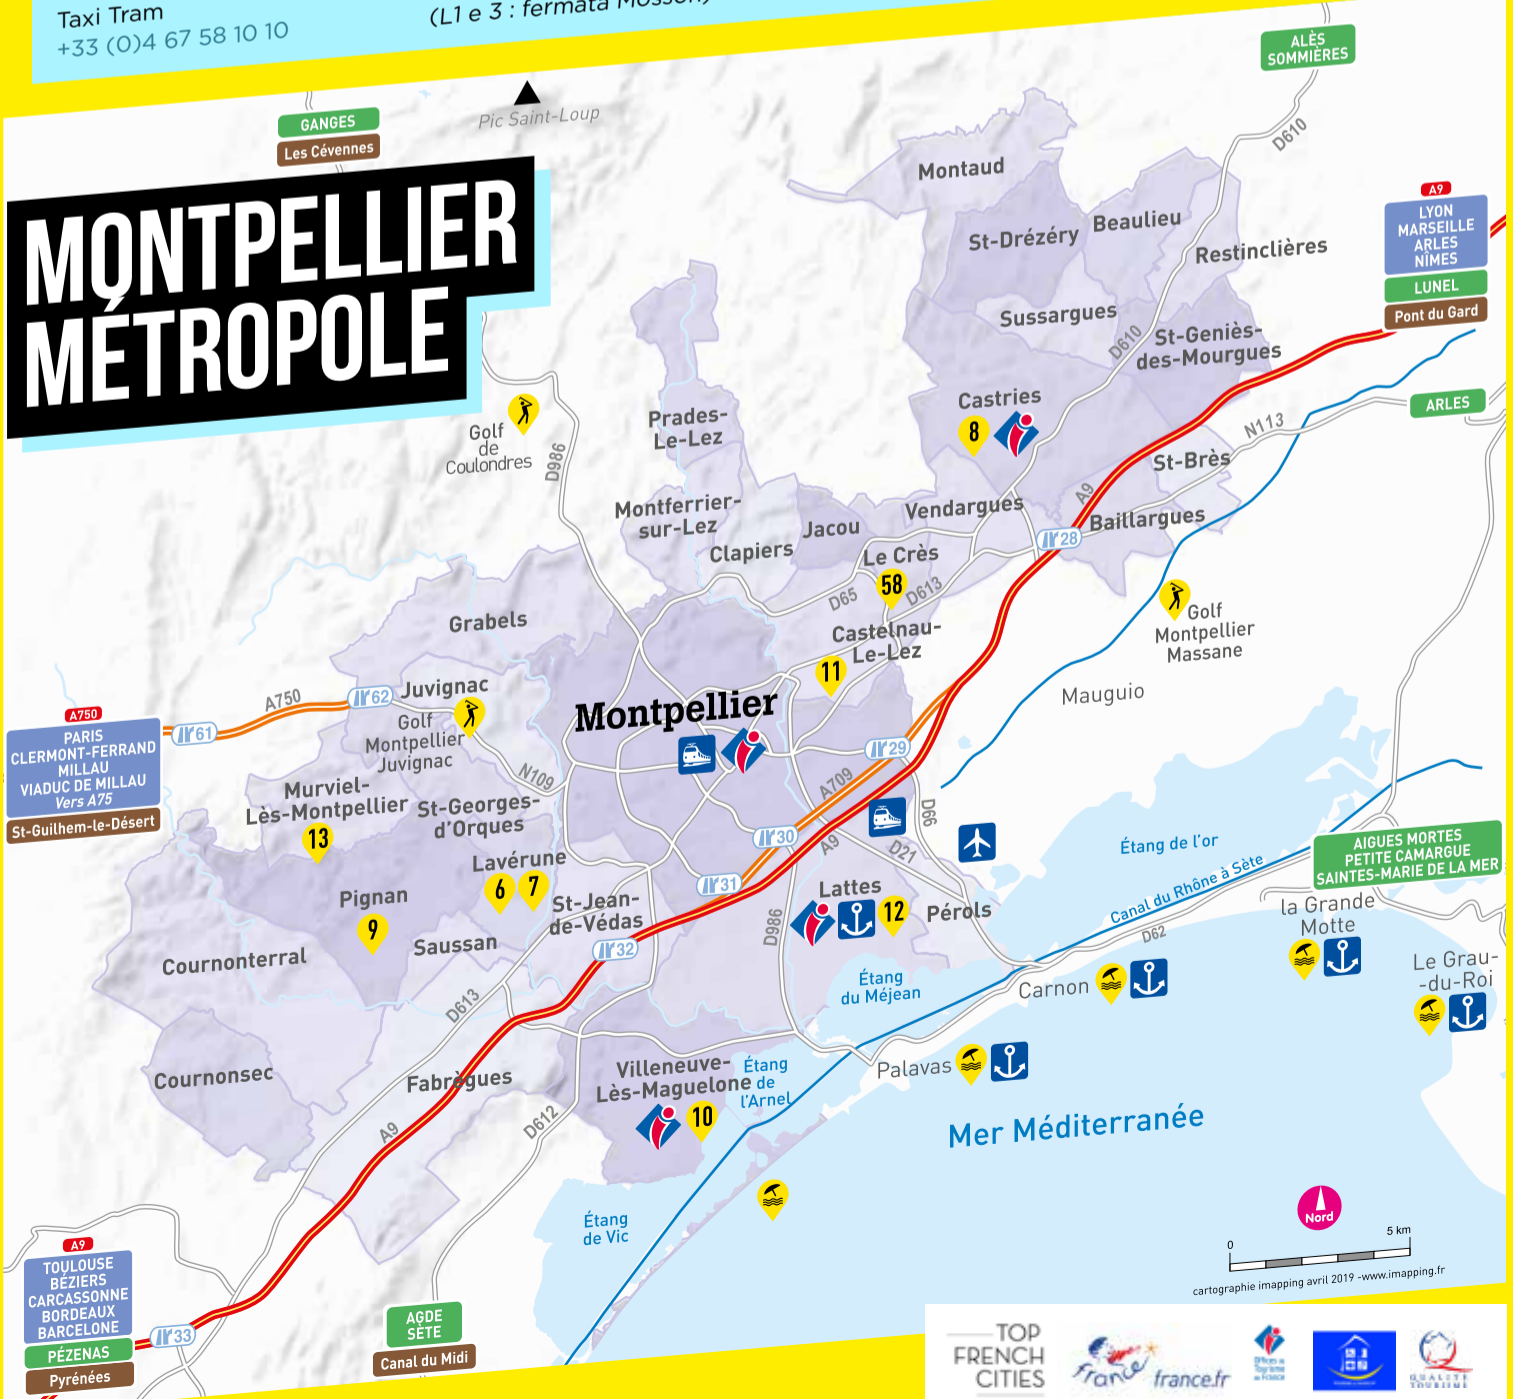 Taxi Tram
+33 (0)4 67 58 10 10
(L1 e 3 : fermata Mosson)
ALÈS
SOMMIÈRES
GANGES
Les Cévennes
Pic Saint-Loup
D610
MONTPELLIER
MÉTROPOLE
Montaud
St-Drézéry
Beaulieu
Restinclières
A9
LYON
MARSEILLE
ARLES
NÎMES
LUNEL
Pont du Gard
Sussargues
D610
St-Geniès-
des-Mourgues
Castries
8
ARLES
N113
Prades-
Le-Lez
Golf
de
Coulondres
D986
St-Brès
A9
Montferrier-
sur-Lez
Jacou
Vendargues
Baillargues
28
Clapiers
Le Crès
58
D65
D613
Golf
Montpellier
Massane
Grabels
Castelnau-
Le-Lez
11
Mauguio
A750
62
Juvignac
Golf
Montpellier
Juvignac
Montpellier
A750
PARIS
CLERMONT-FERRAND
MILLAU
VIADUC DE MILLAU
Vers A75
St-Guilhem-le-Désert
61
29
N109
A709
D66
Murviel-
Lès-Montpellier
13
St-Georges-
d'Orques
30
A9
D21
Étang de l'or
AIGUES MORTES
PETITE CAMARGUE
SAINTES-MARIE DE LA MER
Lavérune
6
7
31
Pignan
9
St-Jean-
de-Védas
Lattes
12
Pérols
D986
Canal du Rhône à Sète
D62
la Grande
Motte
Saussan
32
Cournonterral
Étang
du Méjean
Carnon
Le Grau-
-du-Roi
D613
Cournonsec
Fabrègues
Villeneuve-
Lès-Maguelone
10
Étang
de
l'Arnel
Palavas
Mer Méditerranée
A9
D612
Étang
de Vic
Nord
0
5 km
cartographie imapping avril 2019 -www.imapping.fr
A9
TOULOUSE
BÉZIERS
CARCASSONNE
BORDEAUX
BARCELONE
PÉZENAS
Pyrénées
33
AGDE
SÈTE
Canal du Midi
TOP
FRENCH
CITIES
France
france.fr
Offices de
Tourisme
de France
QUALITÉ
TOURISME